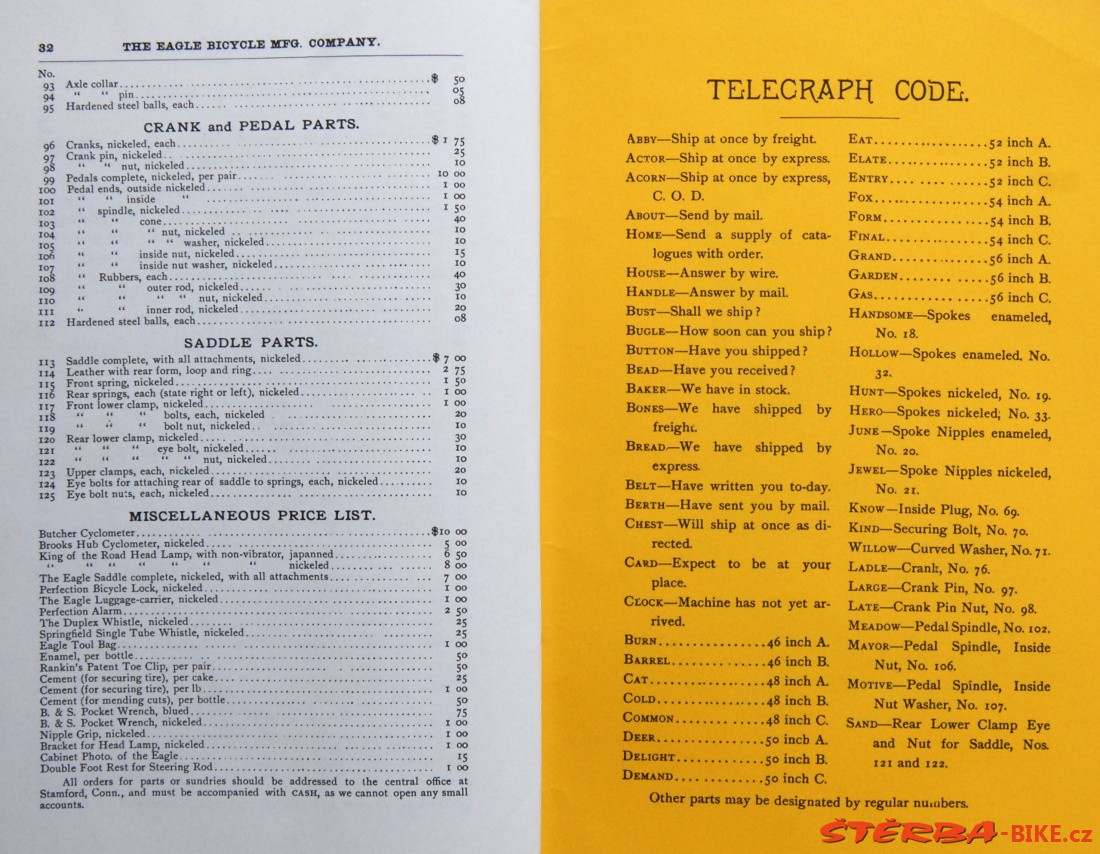 32 THE EAGLE BICYCLE MFG. COMPANY.
No.
93 Axle collar $ 50
94 “ “ pin 05
95 Hardened steel balls, each 08
CRANK and PEDAL PARTS.
96 Cranks, nickeled, each $ 1 75
97 Crank pin, nickeled 25
98 “ “ nut, nickeled 10
99 Pedals complete, nickeled, per pair 10 00
100 Pedal ends, outside nickeled 1 00
101 “ “ inside “ 1 00
102 “ spindle, nickeled 1 50
103 “ “ cone 40
104 “ “ “ nut, nickeled 10
105 “ “ “ “ washer, nickeled 10
106 “ “ inside nut, nickeled 15
107 “ “ inside nut washer, nickeled 10
108 “ Rubbers, each 40
109 “ “ outer rod, nickeled 30
110 “ “ “ “ nut, nickeled 10
111 “ “ inner rod, nickeled 20
112 Hardened steel balls, each 08
SADDLE PARTS.
113 Saddle complete, with all attachments, nickeled $ 7 00
114 Leather with rear form, loop and ring 2 75
115 Front spring, nickeled 1 50
116 Rear springs, each (state right or left), nickeled 1 00
117 Front lower clamp, nickeled 1 00
118 “ “ “ bolts, each, nickeled 20
119 “ “ “ bolt nut, nickeled 10
120 Rear lower clamp, nickeled 30
121 “ “ “ eye bolt, nickeled 10
122 “ “ “ “ “ nut, nickeled 10
123 Upper clamps, each, nickeled 20
124 Eye bolts for attaching rear of saddle to springs, each, nickeled 10
125 Eye bolt nuts, each, nickeled 10
MISCELLANEOUS PRICE LIST.
Butcher Cyclometer $10 00
Brooks Hub Cyclometer, nickeled 5 00
King of the Road Head Lamp, with non-vibrator, japanned 6 50
“ “ “ “ “ “ “ nickeled 8 00
The Eagle Saddle complete, nickeled, with all attachments 7 00
Perfection Bicycle Lock, nickeled 1 00
The Eagle Luggage-carrier, nickeled 1 00
Perfection Alarm 2 50
The Duplex Whistle, nickeled 25
Springfield Single Tube Whistle, nickeled 25
Eagle Tool Bag 1 00
Enamel, per bottle 50
Rankin's Patent Toe Clip, per pair 50
Cement (for securing tire), per cake 25
Cement (for securing tire), per lb 1 00
Cement (for mending cuts), per bottle 50
B. & S. Pocket Wrench, blued 75
B. & S. Pocket Wrench, nickeled 1 00
Nipple Grip, nickeled 1 00
Bracket for Head Lamp, nickeled 1 00
Cabinet Photo. of the Eagle 15
Double Foot Rest for Steering Rod 1 00
All orders for parts or sundries should be addressed to the central office at
Stamford, Conn., and must be accompanied with CASH, as we cannot open any small
accounts.
TELEGRAPH CODE.
ABBY—Ship at once by freight.
ACTOR—Ship at once by express.
ACORN—Ship at once by express,
C. O. D.
ABOUT—Send by mail.
HOME—Send a supply of cata-
logues with order.
HOUSE—Answer by wire.
HANDLE—Answer by mail.
BUST—Shall we ship?
BUGLE—How soon can you ship?
BUTTON—Have you shipped?
BEAD—Have you received?
BAKER—We have in stock.
BONES—We have shipped by
freight.
BREAD—We have shipped by
express.
BELT—Have written you to-day.
BERTH—Have sent you by mail.
CHEST—Will ship at once as di-
rected.
CARD—Expect to be at your
place.
CLOCK—Machine has not yet ar-
rived.
BURN 46 inch A.
BARREL 46 inch B.
CAT 48 inch A.
COLD 48 inch B.
COMMON 48 inch C.
DEER 50 inch A.
DELIGHT 50 inch B.
DEMAND 50 inch C.
EAT 52 inch A.
ELATE 52 inch B.
ENTRY 52 inch C.
FOX 54 inch A.
FORM 54 inch B.
FINAL 54 inch C.
GRAND 56 inch A.
GARDEN 56 inch B.
GAS 56 inch C.
HANDSOME—Spokes enameled,
No. 18.
HOLLOW—Spokes enameled. No.
32.
HUNT—Spokes nickeled, No. 19.
HERO—Spokes nickeled; No. 33.
JUNE—Spoke Nipples enameled,
No. 20.
JEWEL—Spoke Nipples nickeled,
No. 21.
KNOW—Inside Plug, No. 69.
KIND—Securing Bolt, No. 70.
WILLOW—Curved Washer, No. 71.
LADLE—Crank, No. 76.
LARGE—Crank Pin, No. 97.
LATE—Crank Pin Nut, No. 98.
MEADOW—Pedal Spindle, No. 102.
MAYOR—Pedal Spindle, Inside
Nut, No. 106.
MOTIVE—Pedal Spindle, Inside
Nut Washer, No. 107.
SAND—Rear Lower Clamp Eye
and Nut for Saddle, Nos.
121 and 122.
Other parts may be designated by regular numbers.
ŠTĚRBA-BIKE.cz